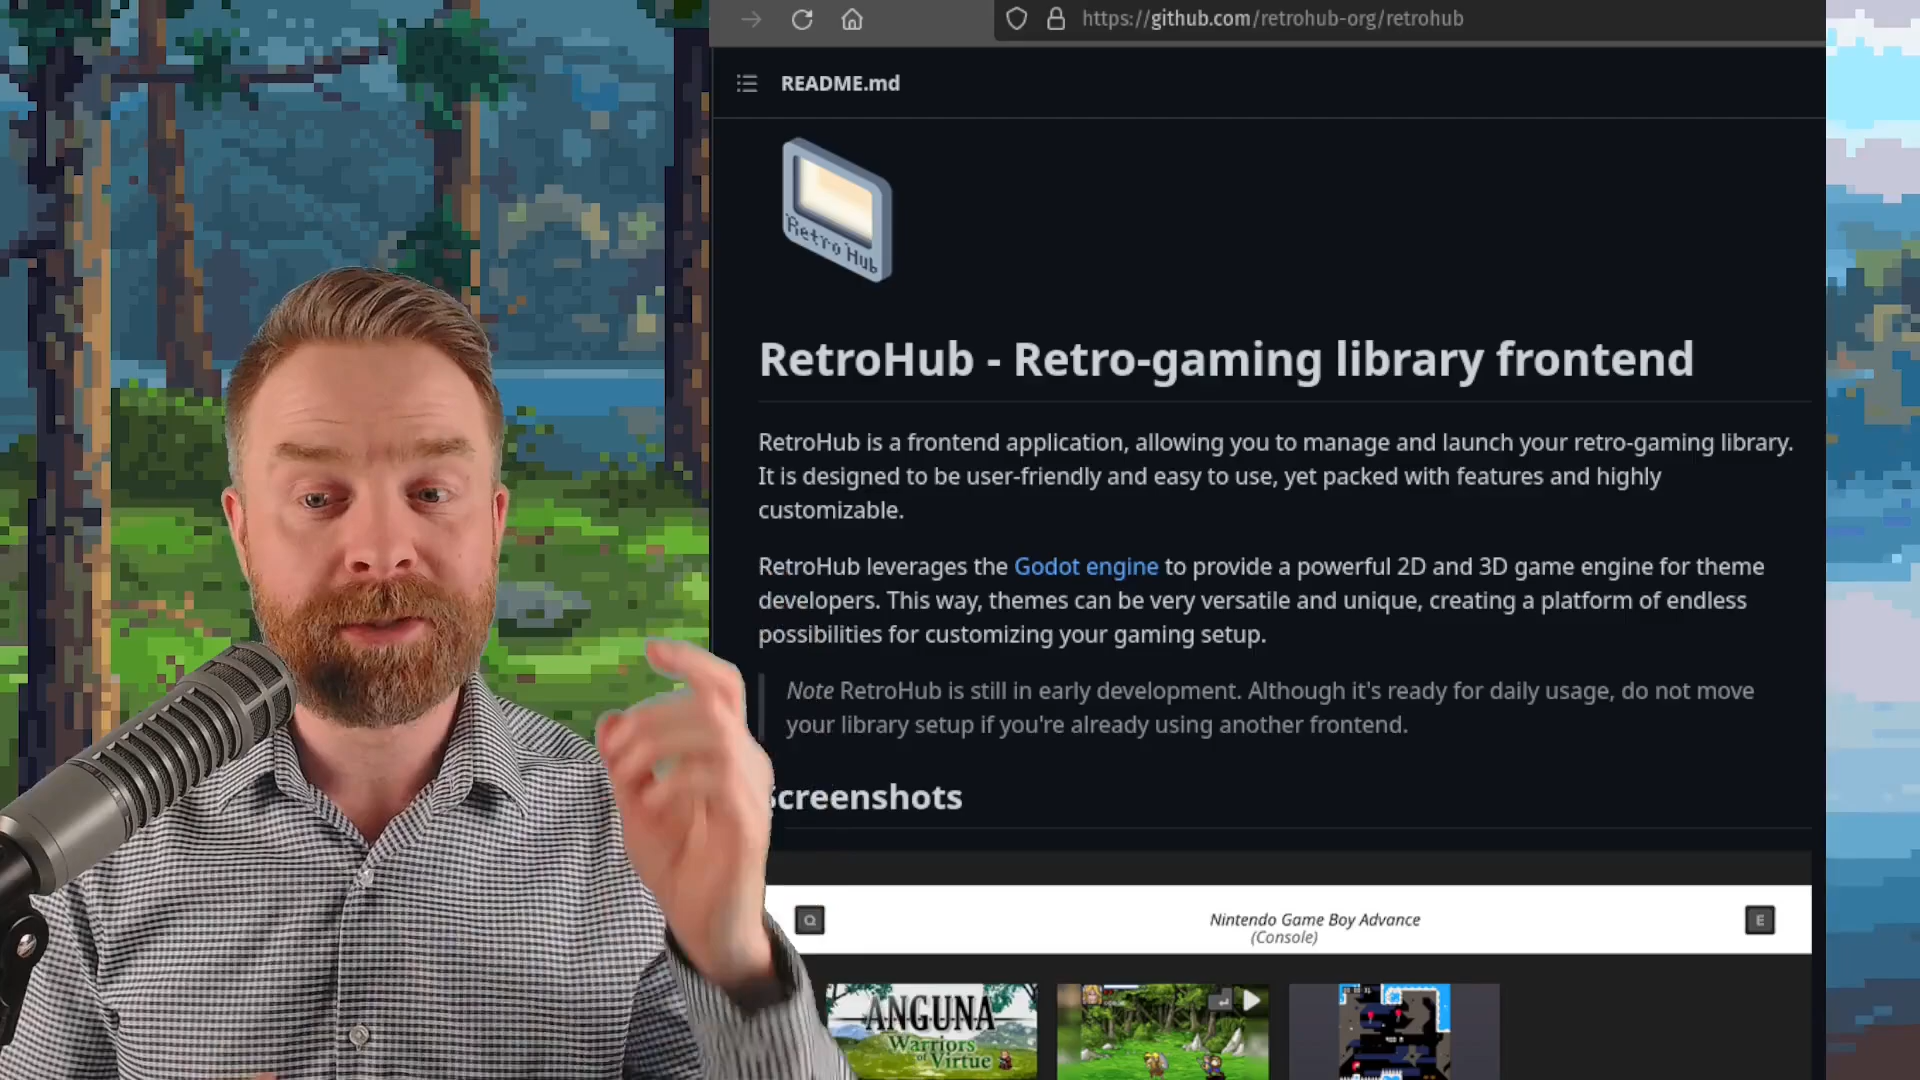 https://github.com/retrohub-org/retrohub
README.md
Retro Hub
RetroHub - Retro-gaming library frontend
RetroHub is a frontend application, allowing you to manage and launch your retro-gaming library.
It is designed to be user-friendly and easy to use, yet packed with features and highly
customizable.
RetroHub leverages the Godot engine to provide a powerful 2D and 3D game engine for theme
developers. This way, themes can be very versatile and unique, creating a platform of endless
possibilities for customizing your gaming setup.
Note RetroHub is still in early development. Although it's ready for daily usage, do not move
your library setup if you're already using another frontend.
Screenshots
Q
Nintendo Game Boy Advance
(Console)
E
ANGUNA
Warriors
of Virtue